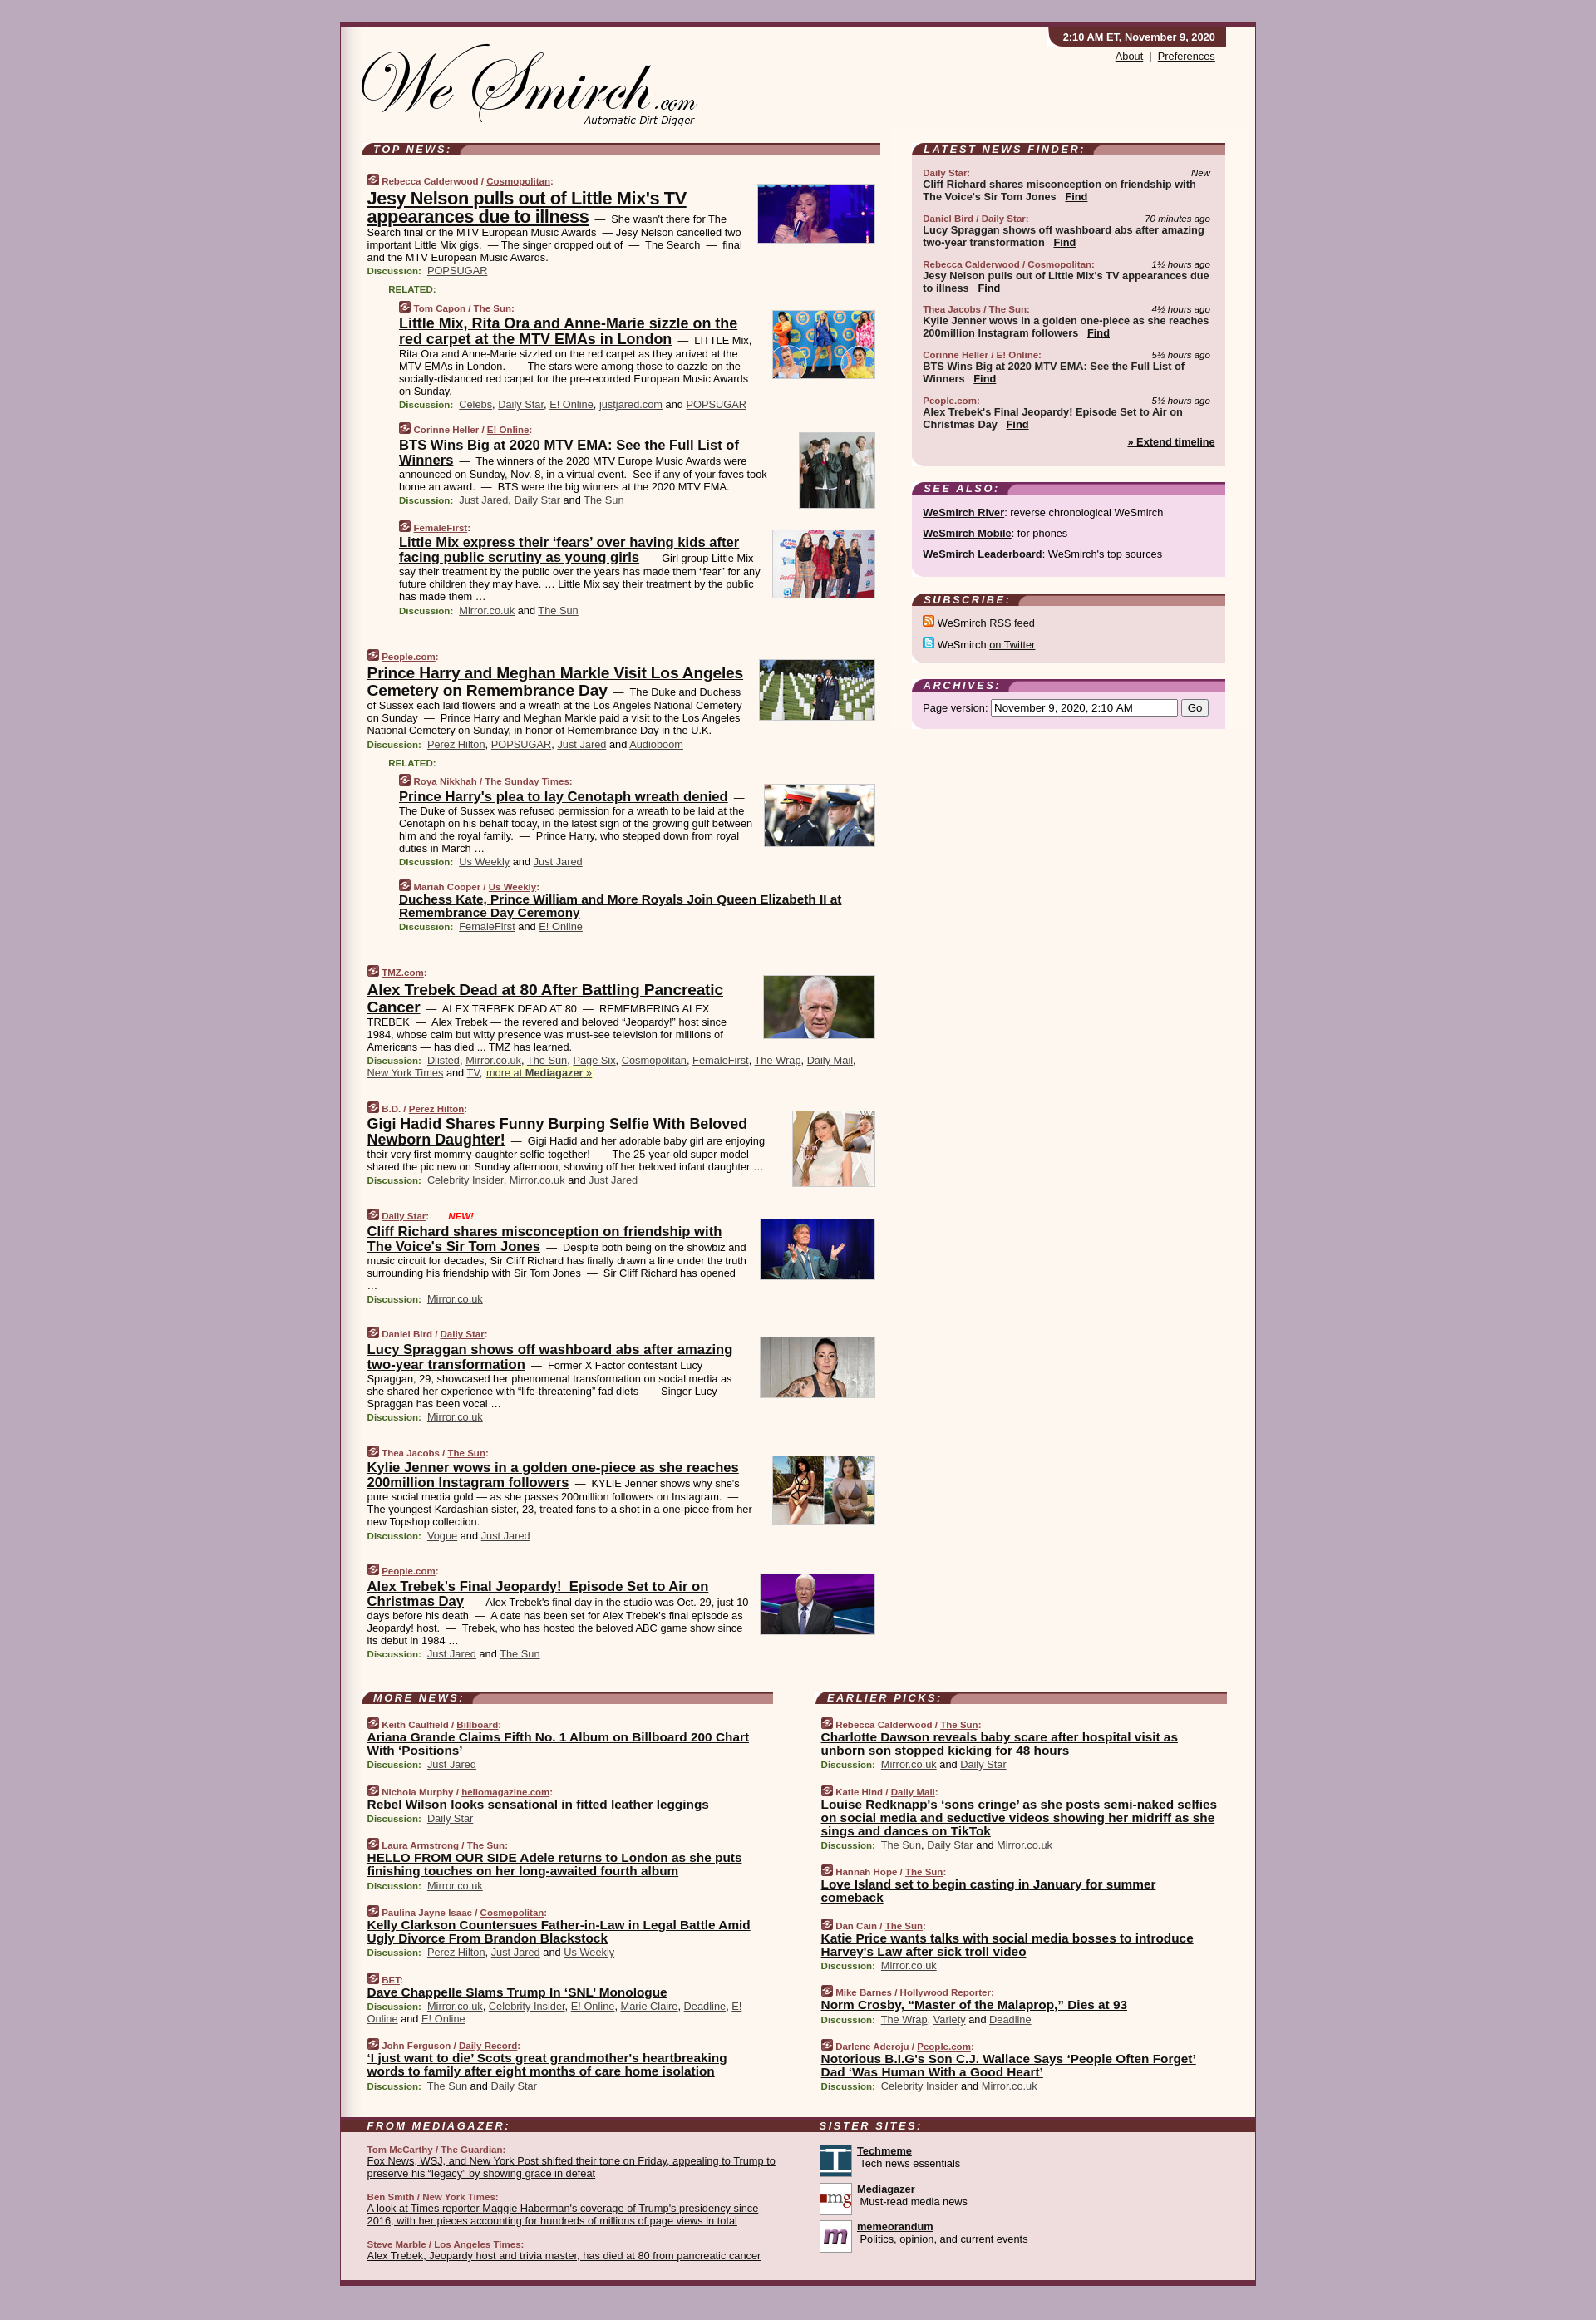 2:10 AM ET, November 9, 2020
About | Preferences
We Smirch.com
Automatic Dirt Digger
TOP NEWS:
Rebecca Calderwood / Cosmopolitan:
Jesy Nelson pulls out of Little Mix's TV
appearances due to illness — She wasn't there for The
Search final or the MTV European Music Awards — Jesy Nelson cancelled two
important Little Mix gigs. — The singer dropped out of — The Search — final
and the MTV European Music Awards.
Discussion: POPSUGAR
RELATED:
Tom Capon / The Sun:
Little Mix, Rita Ora and Anne-Marie sizzle on the
red carpet at the MTV EMAs in London — LITTLE Mix,
Rita Ora and Anne-Marie sizzled on the red carpet as they arrived at the
MTV EMAs in London. — The stars were among those to dazzle on the
socially-distanced red carpet for the pre-recorded European Music Awards
on Sunday.
Discussion: Celebs, Daily Star, E! Online, justjared.com and POPSUGAR
Corinne Heller / E! Online:
BTS Wins Big at 2020 MTV EMA: See the Full List of
Winners — The winners of the 2020 MTV Europe Music Awards were
announced on Sunday, Nov. 8, in a virtual event. See if any of your faves took
home an award. — BTS were the big winners at the 2020 MTV EMA.
Discussion: Just Jared, Daily Star and The Sun
FemaleFirst:
Little Mix express their ‘fears’ over having kids after
facing public scrutiny as young girls — Girl group Little Mix
say their treatment by the public over the years has made them “fear” for any
future children they may have. … Little Mix say their treatment by the public
has made them …
Discussion: Mirror.co.uk and The Sun
People.com:
Prince Harry and Meghan Markle Visit Los Angeles
Cemetery on Remembrance Day — The Duke and Duchess
of Sussex each laid flowers and a wreath at the Los Angeles National Cemetery
on Sunday — Prince Harry and Meghan Markle paid a visit to the Los Angeles
National Cemetery on Sunday, in honor of Remembrance Day in the U.K.
Discussion: Perez Hilton, POPSUGAR, Just Jared and Audioboom
RELATED:
Roya Nikkhah / The Sunday Times:
Prince Harry's plea to lay Cenotaph wreath denied —
The Duke of Sussex was refused permission for a wreath to be laid at the
Cenotaph on his behalf today, in the latest sign of the growing gulf between
him and the royal family. — Prince Harry, who stepped down from royal
duties in March …
Discussion: Us Weekly and Just Jared
Mariah Cooper / Us Weekly:
Duchess Kate, Prince William and More Royals Join Queen Elizabeth II at
Remembrance Day Ceremony
Discussion: FemaleFirst and E! Online
TMZ.com:
Alex Trebek Dead at 80 After Battling Pancreatic
Cancer — ALEX TREBEK DEAD AT 80 — REMEMBERING ALEX
TREBEK — Alex Trebek — the revered and beloved “Jeopardy!” host since
1984, whose calm but witty presence was must-see television for millions of
Americans — has died ... TMZ has learned.
Discussion: Dlisted, Mirror.co.uk, The Sun, Page Six, Cosmopolitan, FemaleFirst, The Wrap, Daily Mail,
New York Times and TV, more at Mediagazer »
B.D. / Perez Hilton:
Gigi Hadid Shares Funny Burping Selfie With Beloved
Newborn Daughter! — Gigi Hadid and her adorable baby girl are enjoying
their very first mommy-daughter selfie together! — The 25-year-old super model
shared the pic new on Sunday afternoon, showing off her beloved infant daughter …
Discussion: Celebrity Insider, Mirror.co.uk and Just Jared
Daily Star: NEW!
Cliff Richard shares misconception on friendship with
The Voice's Sir Tom Jones — Despite both being on the showbiz and
music circuit for decades, Sir Cliff Richard has finally drawn a line under the truth
surrounding his friendship with Sir Tom Jones — Sir Cliff Richard has opened
…
Discussion: Mirror.co.uk
Daniel Bird / Daily Star:
Lucy Spraggan shows off washboard abs after amazing
two-year transformation — Former X Factor contestant Lucy
Spraggan, 29, showcased her phenomenal transformation on social media as
she shared her experience with “life-threatening” fad diets — Singer Lucy
Spraggan has been vocal …
Discussion: Mirror.co.uk
Thea Jacobs / The Sun:
Kylie Jenner wows in a golden one-piece as she reaches
200million Instagram followers — KYLIE Jenner shows why she's
pure social media gold — as she passes 200million followers on Instagram. —
The youngest Kardashian sister, 23, treated fans to a shot in a one-piece from her
new Topshop collection.
Discussion: Vogue and Just Jared
People.com:
Alex Trebek's Final Jeopardy! Episode Set to Air on
Christmas Day — Alex Trebek's final day in the studio was Oct. 29, just 10
days before his death — A date has been set for Alex Trebek's final episode as
Jeopardy! host. — Trebek, who has hosted the beloved ABC game show since
its debut in 1984 …
Discussion: Just Jared and The Sun
LATEST NEWS FINDER:
Daily Star: New
Cliff Richard shares misconception on friendship with
The Voice's Sir Tom Jones Find
Daniel Bird / Daily Star: 70 minutes ago
Lucy Spraggan shows off washboard abs after amazing
two-year transformation Find
Rebecca Calderwood / Cosmopolitan: 1½ hours ago
Jesy Nelson pulls out of Little Mix's TV appearances due
to illness Find
Thea Jacobs / The Sun: 4½ hours ago
Kylie Jenner wows in a golden one-piece as she reaches
200million Instagram followers Find
Corinne Heller / E! Online: 5½ hours ago
BTS Wins Big at 2020 MTV EMA: See the Full List of
Winners Find
People.com: 5½ hours ago
Alex Trebek's Final Jeopardy! Episode Set to Air on
Christmas Day Find
» Extend timeline
SEE ALSO:
WeSmirch River: reverse chronological WeSmirch
WeSmirch Mobile: for phones
WeSmirch Leaderboard: WeSmirch's top sources
SUBSCRIBE:
WeSmirch RSS feed
WeSmirch on Twitter
ARCHIVES:
Page version: November 9, 2020, 2:10 AM Go
MORE NEWS:
Keith Caulfield / Billboard:
Ariana Grande Claims Fifth No. 1 Album on Billboard 200 Chart
With ‘Positions’
Discussion: Just Jared
Nichola Murphy / hellomagazine.com:
Rebel Wilson looks sensational in fitted leather leggings
Discussion: Daily Star
Laura Armstrong / The Sun:
HELLO FROM OUR SIDE Adele returns to London as she puts
finishing touches on her long-awaited fourth album
Discussion: Mirror.co.uk
Paulina Jayne Isaac / Cosmopolitan:
Kelly Clarkson Countersues Father-in-Law in Legal Battle Amid
Ugly Divorce From Brandon Blackstock
Discussion: Perez Hilton, Just Jared and Us Weekly
BET:
Dave Chappelle Slams Trump In ‘SNL’ Monologue
Discussion: Mirror.co.uk, Celebrity Insider, E! Online, Marie Claire, Deadline, E!
Online and E! Online
John Ferguson / Daily Record:
‘I just want to die’ Scots great grandmother's heartbreaking
words to family after eight months of care home isolation
Discussion: The Sun and Daily Star
EARLIER PICKS:
Rebecca Calderwood / The Sun:
Charlotte Dawson reveals baby scare after hospital visit as
unborn son stopped kicking for 48 hours
Discussion: Mirror.co.uk and Daily Star
Katie Hind / Daily Mail:
Louise Redknapp's ‘sons cringe’ as she posts semi-naked selfies
on social media and seductive videos showing her midriff as she
sings and dances on TikTok
Discussion: The Sun, Daily Star and Mirror.co.uk
Hannah Hope / The Sun:
Love Island set to begin casting in January for summer
comeback
Dan Cain / The Sun:
Katie Price wants talks with social media bosses to introduce
Harvey's Law after sick troll video
Discussion: Mirror.co.uk
Mike Barnes / Hollywood Reporter:
Norm Crosby, “Master of the Malaprop,” Dies at 93
Discussion: The Wrap, Variety and Deadline
Darlene Aderoju / People.com:
Notorious B.I.G's Son C.J. Wallace Says ‘People Often Forget’
Dad ‘Was Human With a Good Heart’
Discussion: Celebrity Insider and Mirror.co.uk
FROM MEDIAGAZER:
Tom McCarthy / The Guardian:
Fox News, WSJ, and New York Post shifted their tone on Friday, appealing to Trump to
preserve his “legacy” by showing grace in defeat
Ben Smith / New York Times:
A look at Times reporter Maggie Haberman's coverage of Trump's presidency since
2016, with her pieces accounting for hundreds of millions of page views in total
Steve Marble / Los Angeles Times:
Alex Trebek, Jeopardy host and trivia master, has died at 80 from pancreatic cancer
SISTER SITES:
T
Techmeme
Tech news essentials
mg
Mediagazer
Must-read media news
m
memeorandum
Politics, opinion, and current events